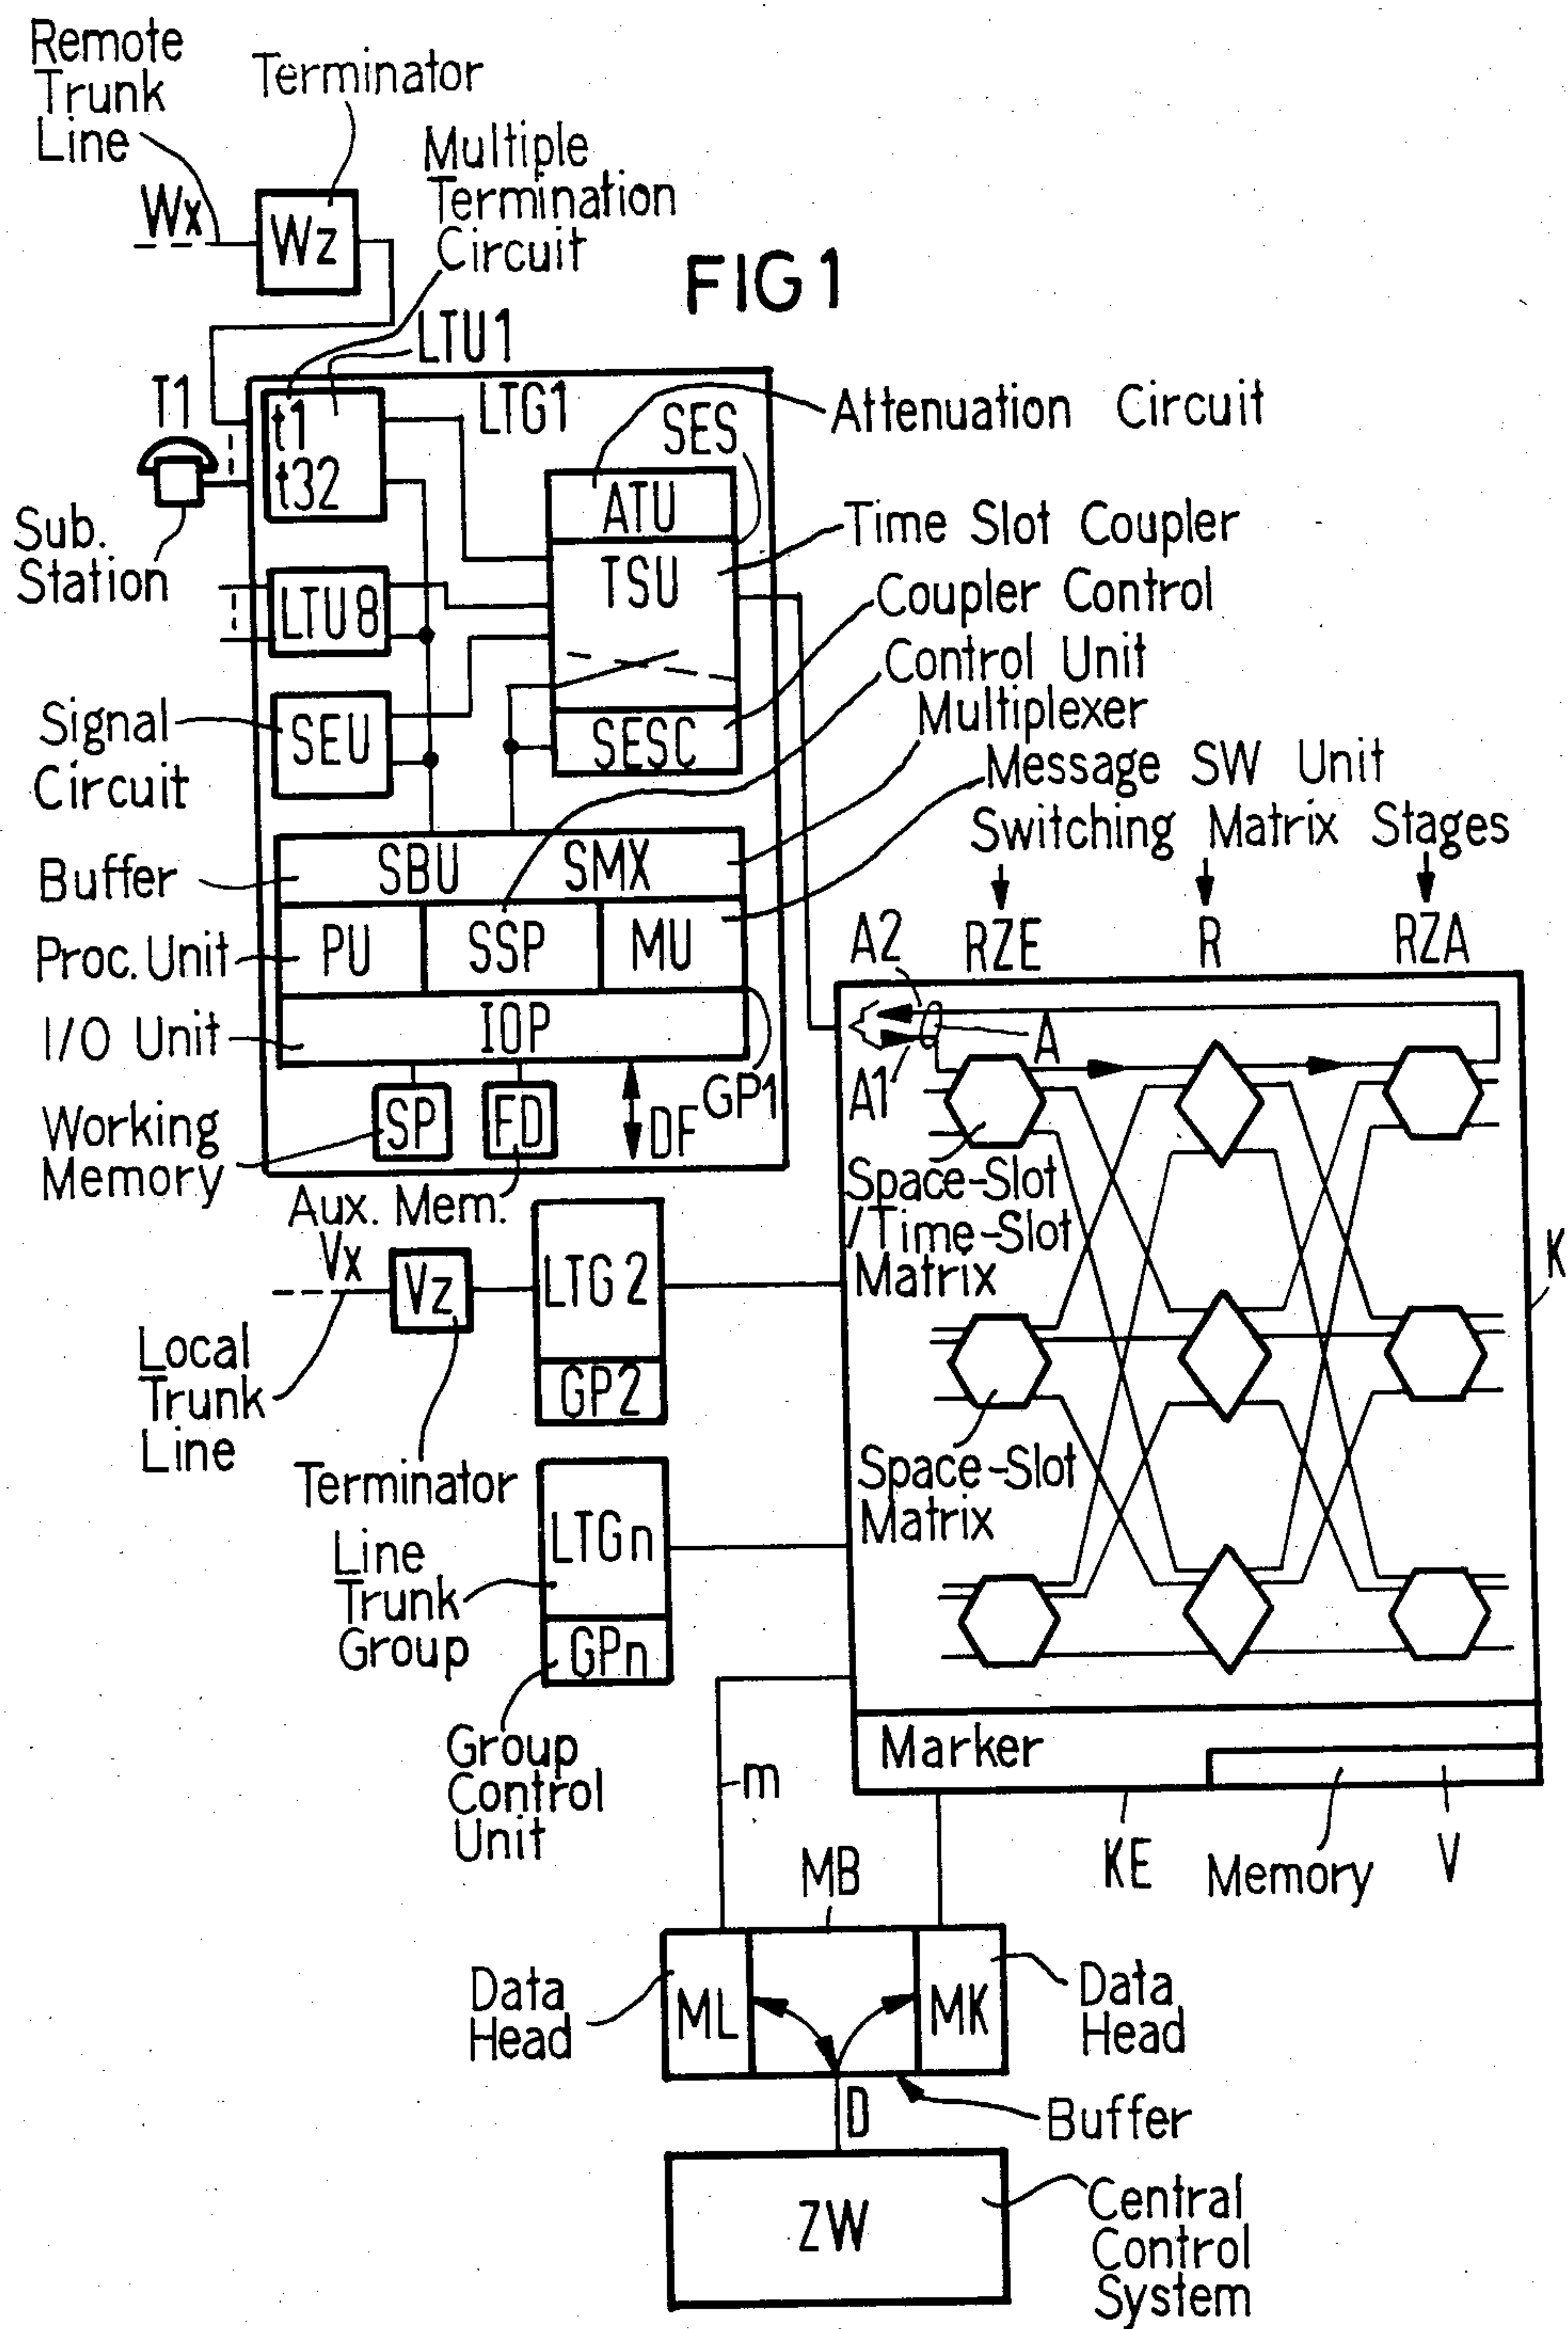 Remote
Trunk
Line
Terminator
Multiple
Termination
Circuit
Wx
Wz
FIG 1
LTU1
T1
t1
t32
LTG1
SES
Attenuation Circuit
ATU
Sub.
Station
Time Slot Coupler
TSU
Coupler Control
LTU8
Control Unit
Multiplexer
Signal
Circuit
SEU
SESC
Message SW Unit
Switching Matrix Stages
Buffer
SBU
SMX
A2
RZE
R
RZA
Proc. Unit
PU
SSP
MU
I/O Unit
IOP
A
A1
GP1
Working
Memory
SP
FD
DF
Aux. Mem.
Space-Slot
/Time-Slot
Matrix
K
Vx
Vz
LTG2
GP2
Local
Trunk
Line
Terminator
Space-Slot
Matrix
LTGn
Line
Trunk
Group
GPn
Group
Control
Unit
m
Marker
KE
Memory
V
MB
Data
Head
ML
MK
Data
Head
D
Buffer
ZW
Central
Control
System